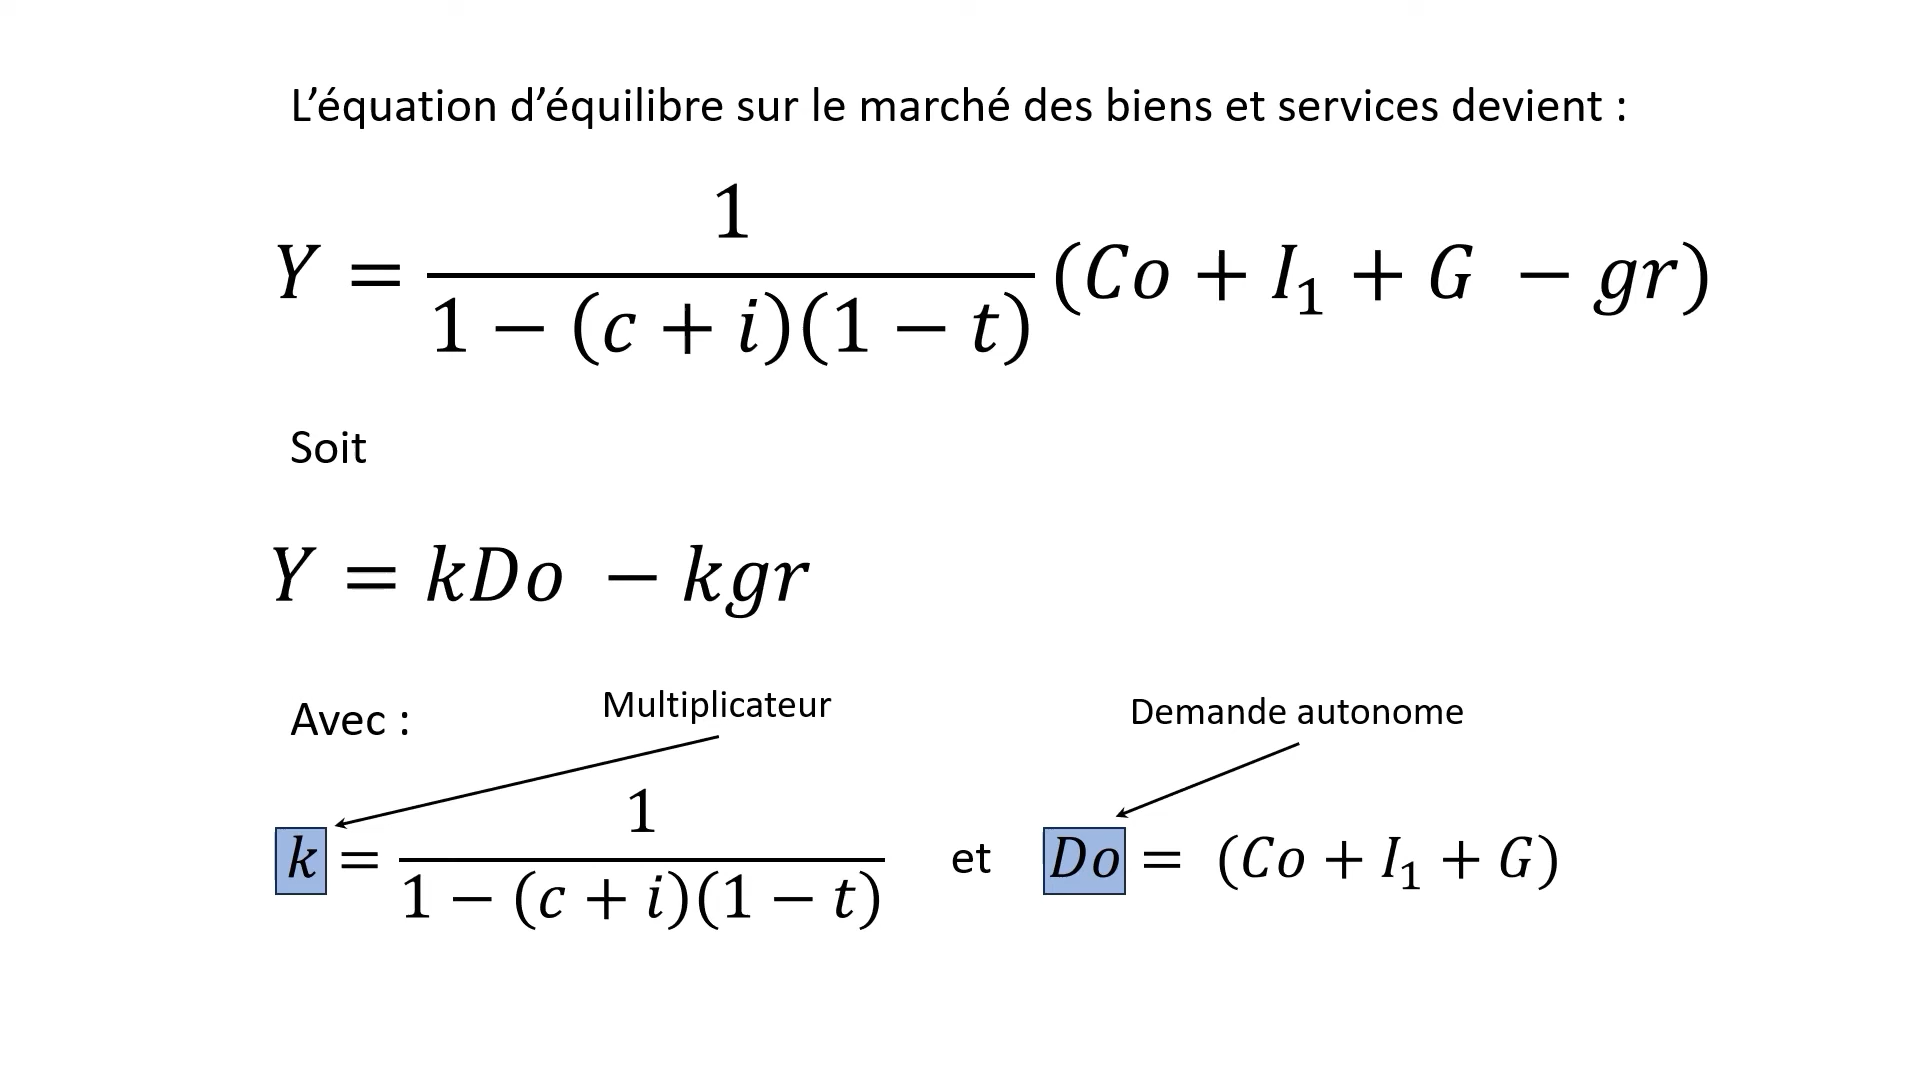 L’équation d’équilibre sur le marché des biens et services devient :
Y = 1 / (1 − (c + i)(1 − t)) (Co + I₁ + G − gr)
Soit
Y = kDo − kgr
Avec :
Multiplicateur
Demande autonome
k = 1 / (1 − (c + i)(1 − t)) et Do = (Co + I₁ + G)